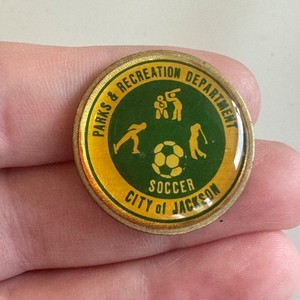 PARKS & RECREATION DEPARTMENT
SOCCER
CITY of JACKSON